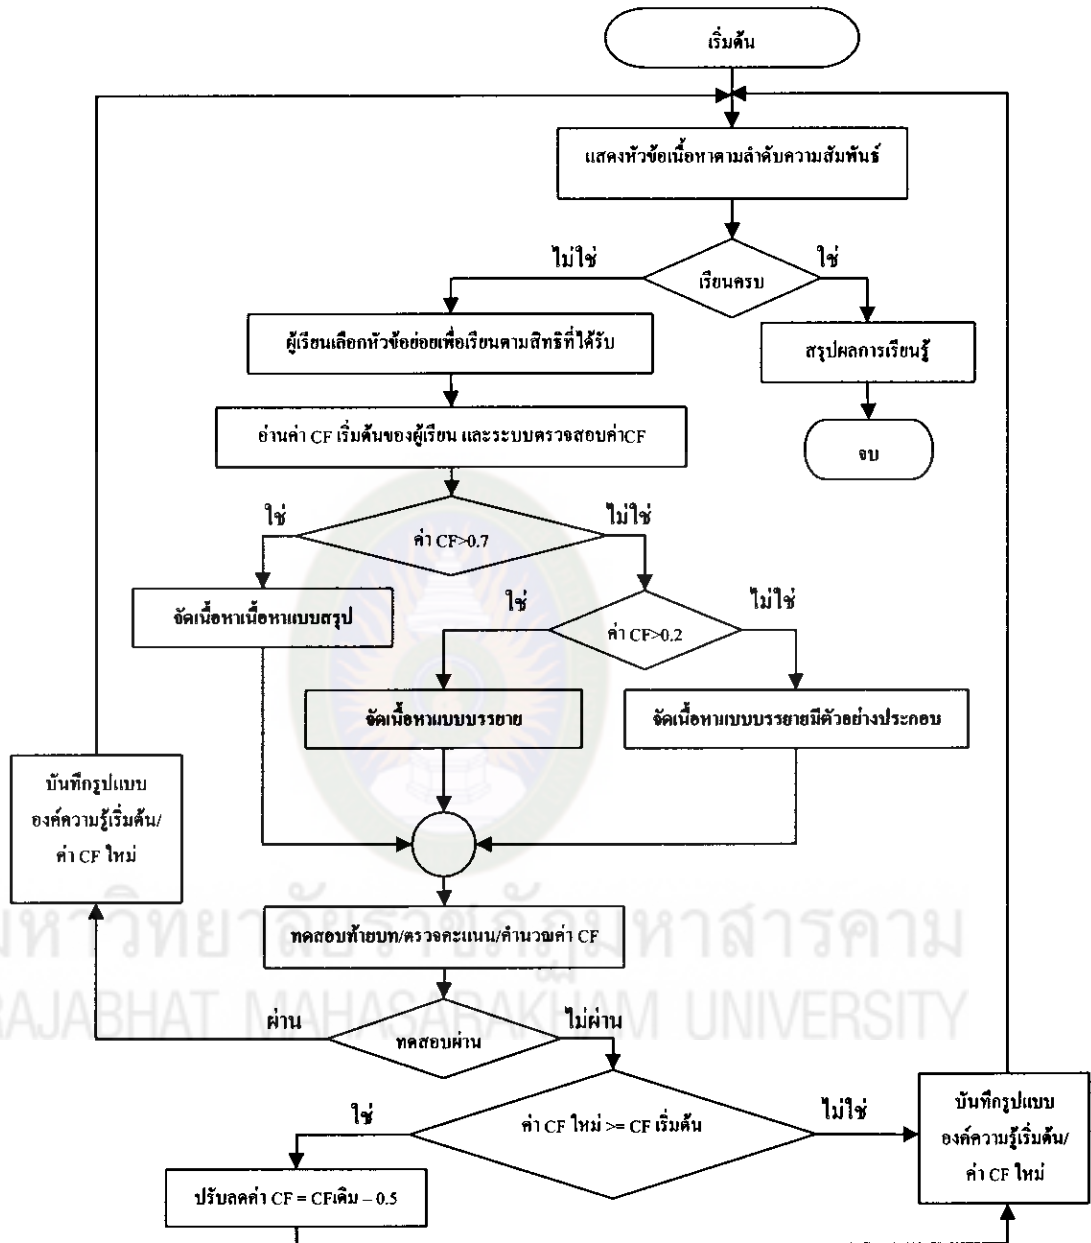 เริ่มต้น
แสดงหัวข้อเนื้อหาตามลำดับความสัมพันธ์
ไม่ใช่
ใช่
เรียนครบ
ผู้เรียนเลือกหัวข้อย่อยเพื่อเรียนตามสิทธิที่ได้รับ
สรุปผลการเรียนรู้
อ่านค่า CF เริ่มต้นของผู้เรียน และระบบตรวจสอบค่าCF
จบ
ใช่
ไม่ใช่
ค่า CF>0.7
จัดเนื้อหาเนื้อหาแบบสรุป
ใช่
ไม่ใช่
ค่า CF>0.2
จัดเนื้อหาแบบบรรยาย
จัดเนื้อหาแบบบรรยายมีตัวอย่างประกอบ
บันทึกรูปแบบ
องค์ความรู้เริ่มต้น/
ค่า CF ใหม่
มหาวิทยาลัยราชภัฏมหาสารคาม
ทดสอบท้ายบท/ตรวจคะแนน/คำนวณค่า CF
RAJABHAT MAHASARAKHAM UNIVERSITY
ผ่าน
ไม่ผ่าน
ทดสอบผ่าน
ใช่
ไม่ใช่
ค่า CF ใหม่ >= CF เริ่มต้น
บันทึกรูปแบบ
องค์ความรู้เริ่มต้น/
ค่า CF ใหม่
ปรับลดค่า CF = CFเดิม – 0.5